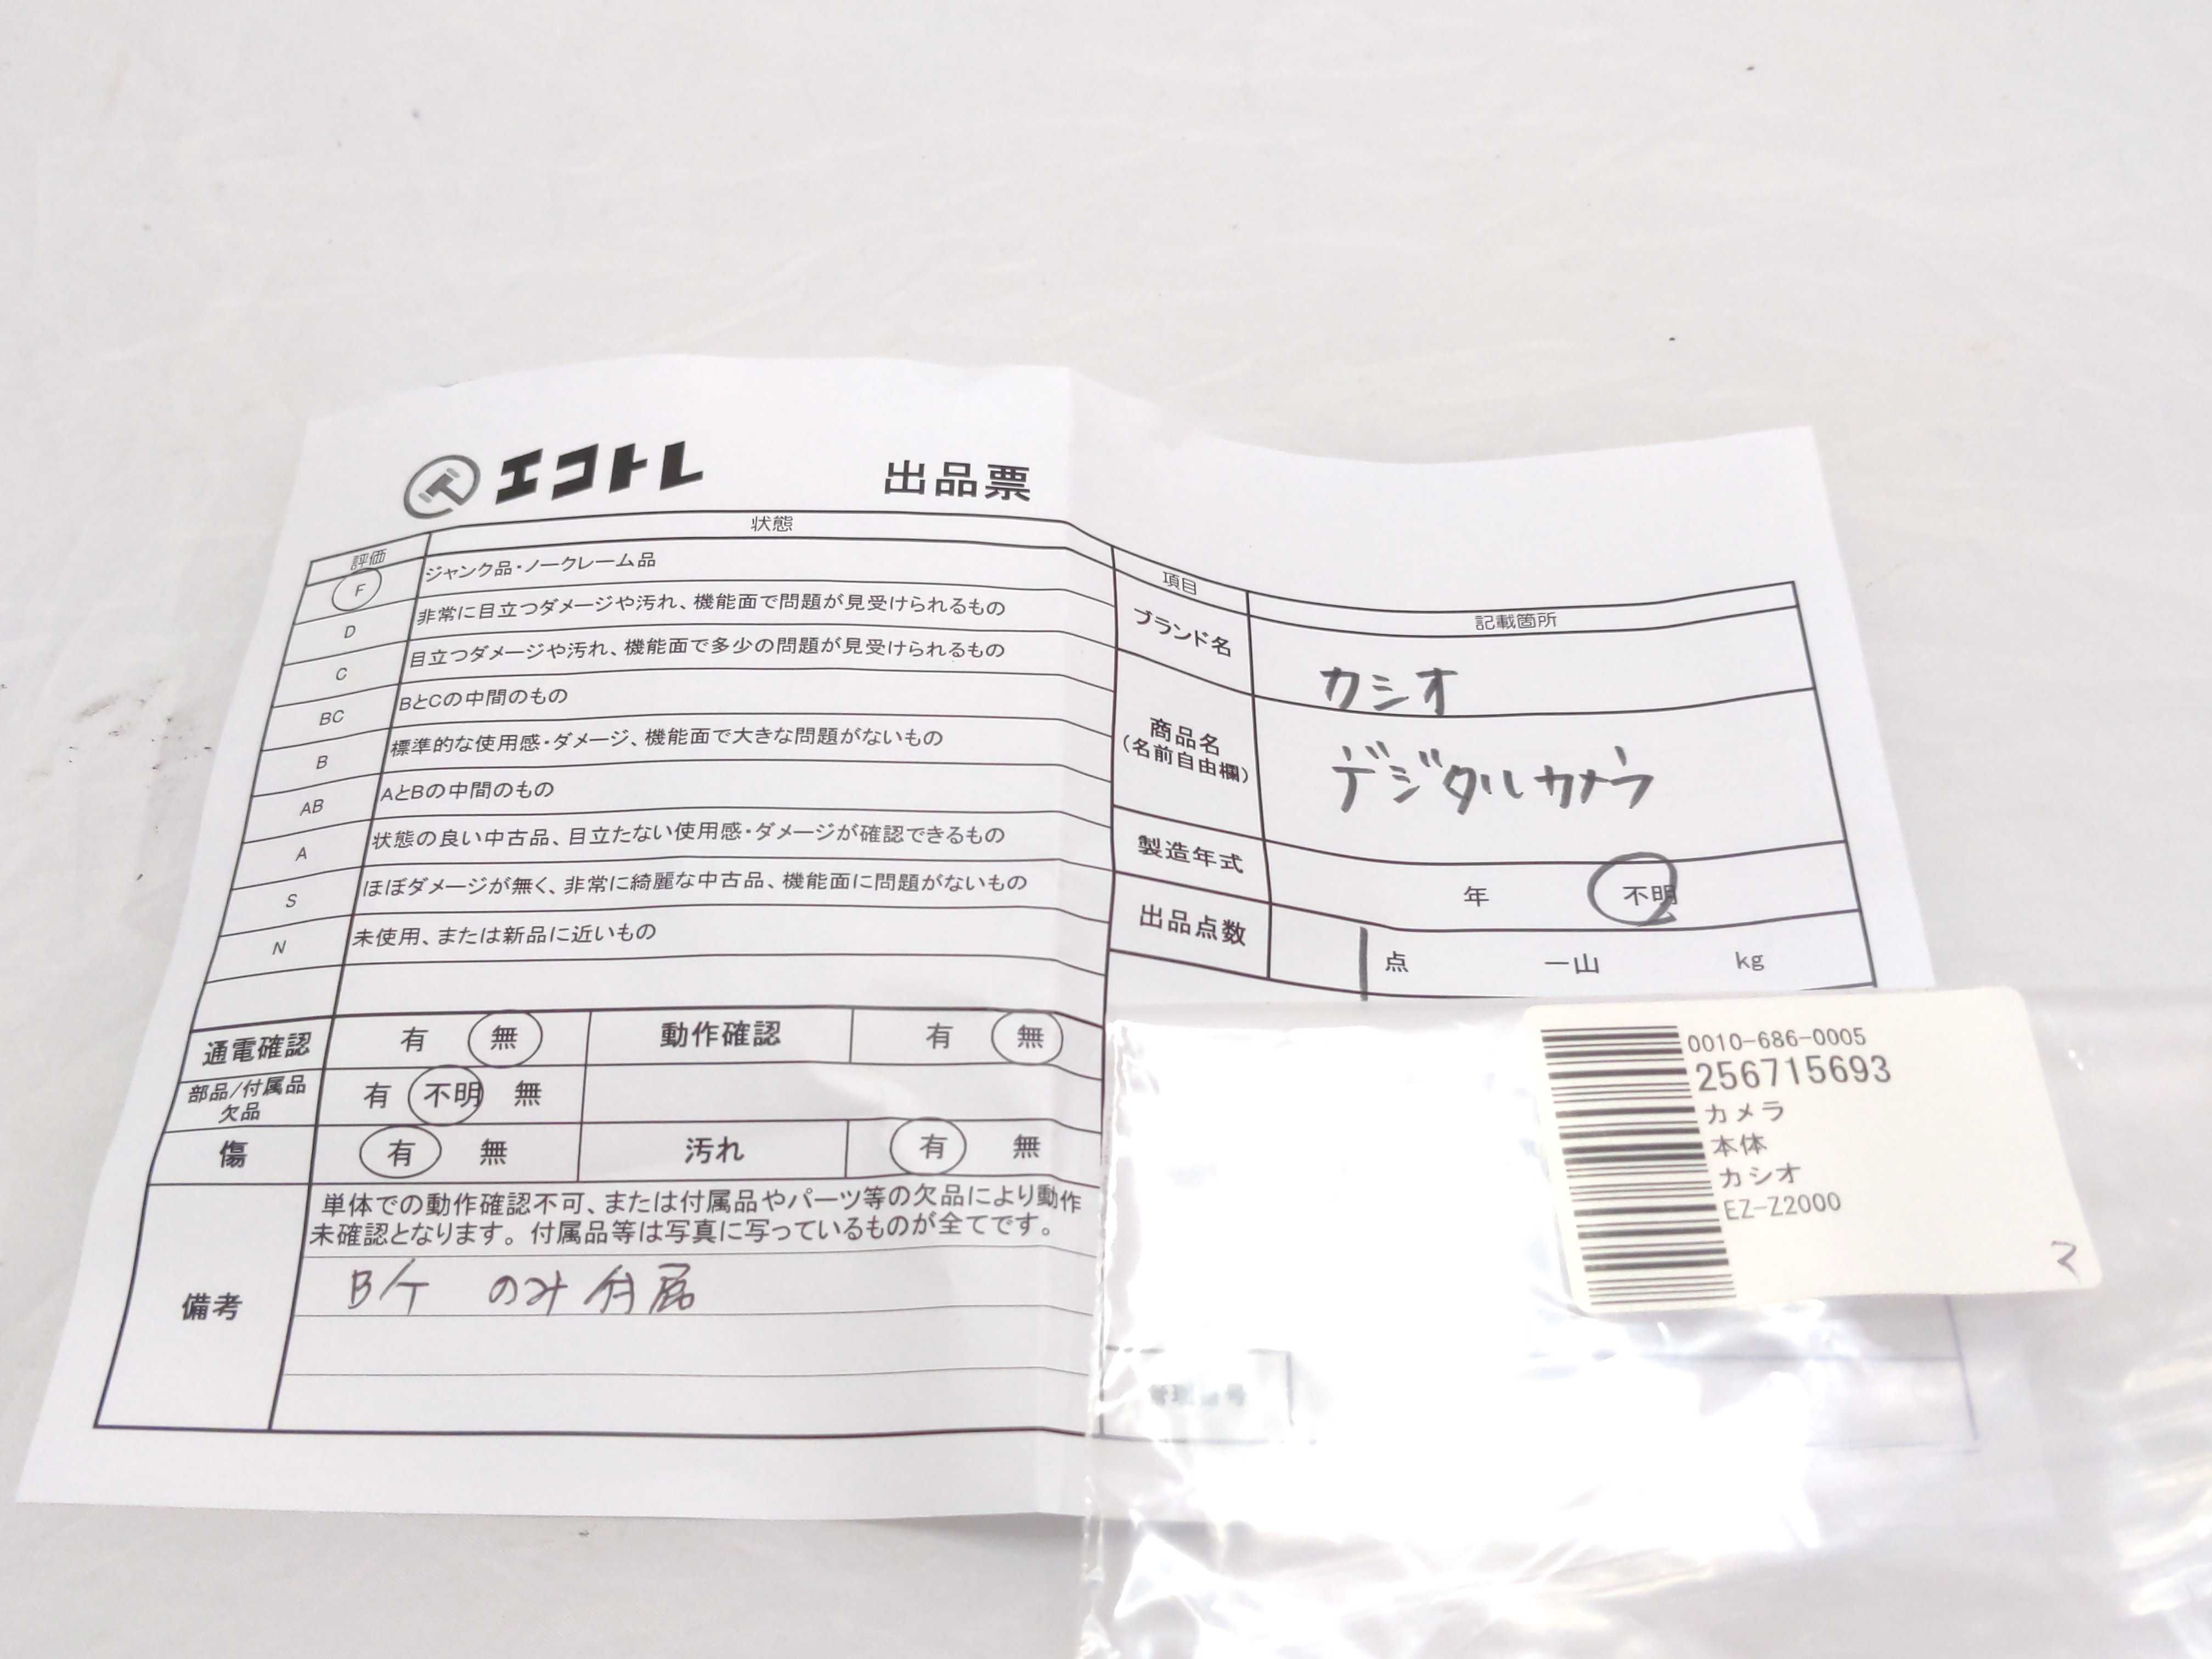 エコトレ 出品票
評価 状態
F ジャンク品・ノークレーム品
D 非常に目立つダメージや汚れ、機能面で問題が見受けられるもの
C 目立つダメージや汚れ、機能面で多少の問題が見受けられるもの
BC BとCの中間のもの
B 標準的な使用感・ダメージ、機能面で大きな問題がないもの
AB AとBの中間のもの
A 状態の良い中古品、目立たない使用感・ダメージが確認できるもの
S ほぼダメージが無く、非常に綺麗な中古品、機能面に問題がないもの
N 未使用、または新品に近いもの
通電確認 有 無 動作確認 有 無
部品/付属品
欠品 有 不明 無
傷 有 無 汚れ 有 無
備考
単体での動作確認不可、または付属品やパーツ等の欠品により動作
未確認となります。付属品等は写真に写っているものが全てです。
B/T のみ付属
項目 記載箇所
ブランド名 カシオ
商品名
(名前自由欄) デジタルカメラ
製造年式 年 不明
出品点数 1 点 一山 kg
管理番号
0010-686-0005
256715693
カメラ
本体
カシオ
EZ-Z2000